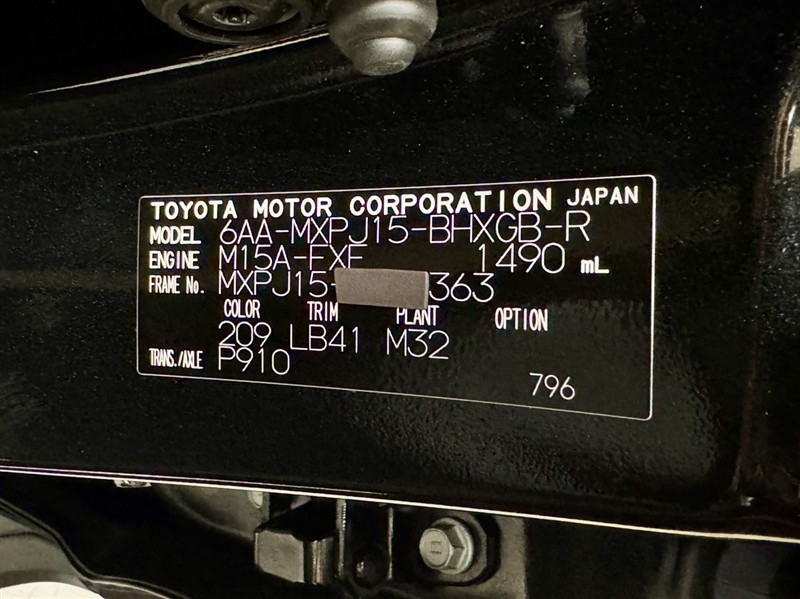 TOYOTA MOTOR CORPORATION JAPAN
MODEL 6AA-MXPJ15-BHXGB-R
ENGINE M15A-FXE 1490 mL
FRAME No. MXPJ15- 363
COLOR TRIM PLANT OPTION
209 LB41 M32
TRANS./AXLE P910
796